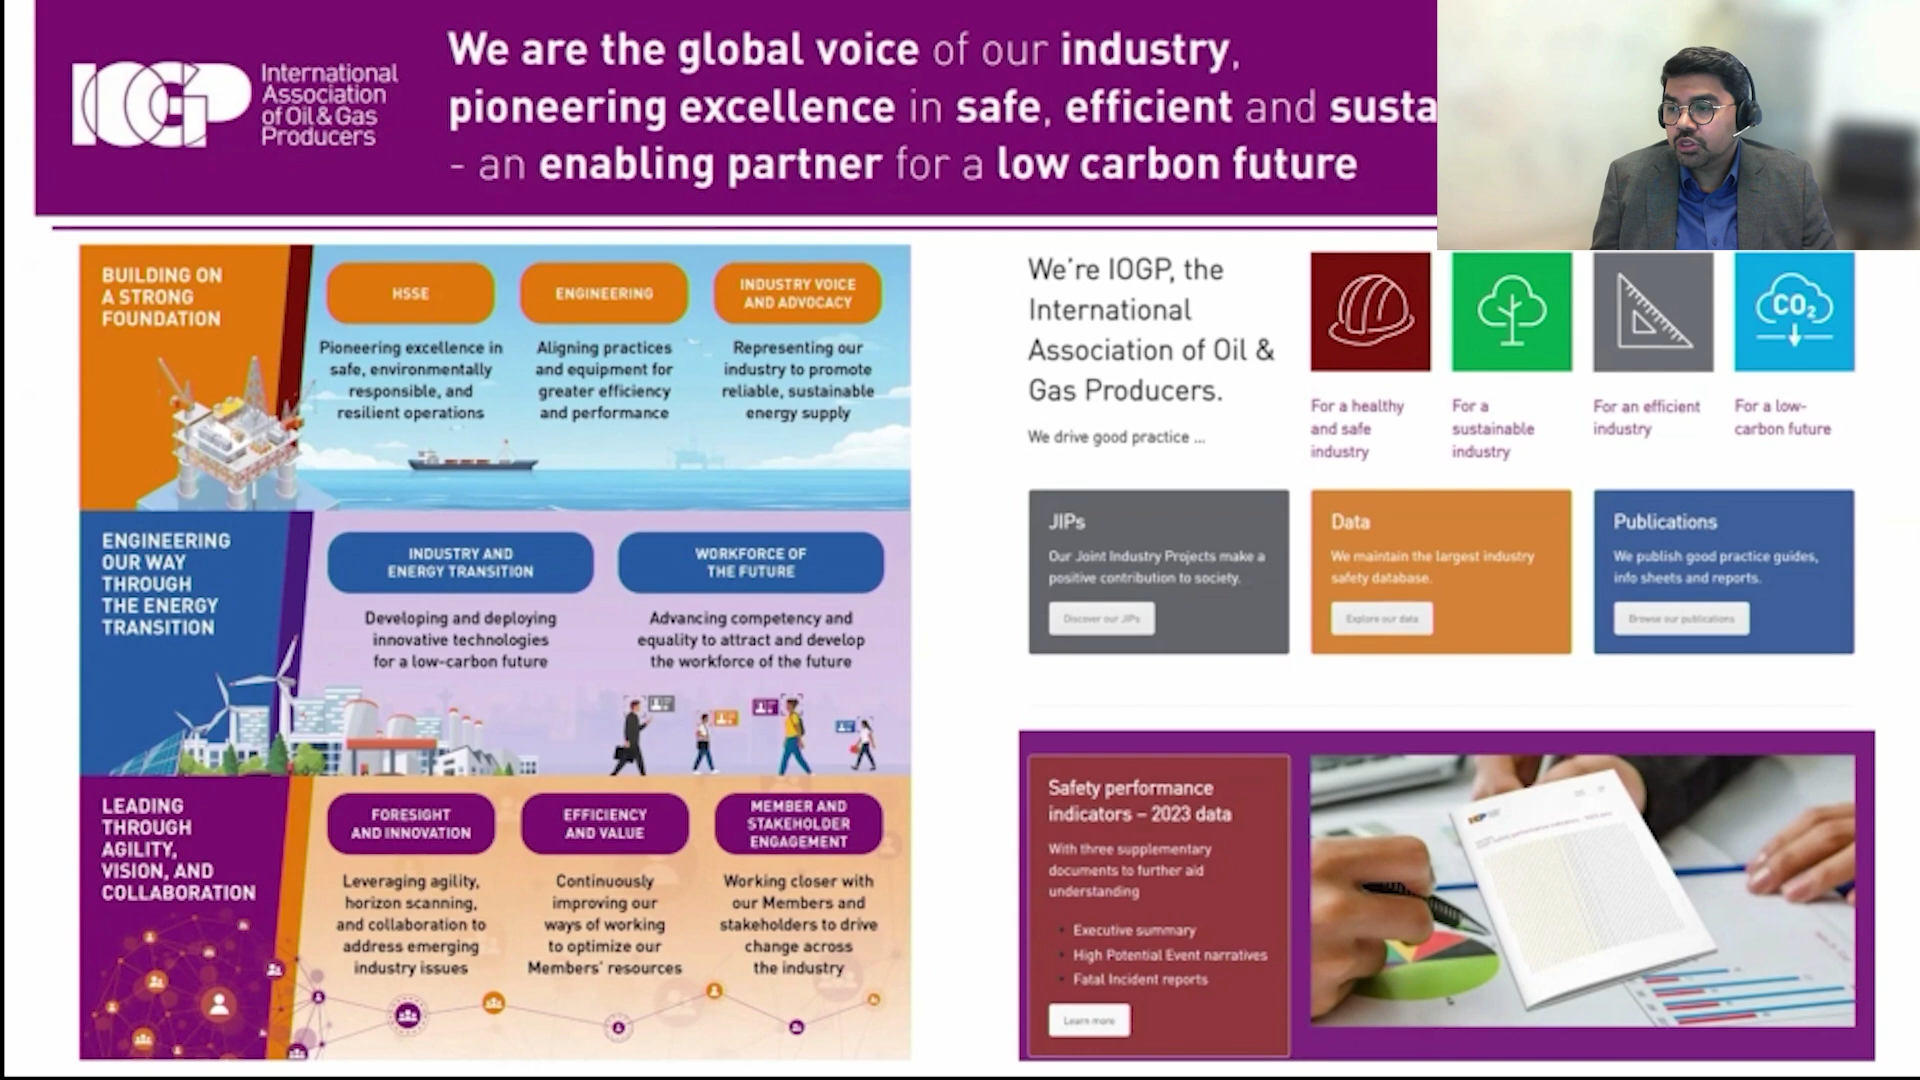 IOGP
International
Association
of Oil & Gas
Producers
We are the global voice of our industry,
pioneering excellence in safe, efficient and susta
- an enabling partner for a low carbon future
BUILDING ON
A STRONG
FOUNDATION
HSSE
Pioneering excellence in
safe, environmentally
responsible, and
resilient operations
ENGINEERING
Aligning practices
and equipment for
greater efficiency
and performance
INDUSTRY VOICE
AND ADVOCACY
Representing our
industry to promote
reliable, sustainable
energy supply
ENGINEERING
OUR WAY
THROUGH
THE ENERGY
TRANSITION
INDUSTRY AND
ENERGY TRANSITION
Developing and deploying
innovative technologies
for a low-carbon future
WORKFORCE OF
THE FUTURE
Advancing competency and
equality to attract and develop
the workforce of the future
LEADING
THROUGH
AGILITY,
VISION, AND
COLLABORATION
FORESIGHT
AND INNOVATION
Leveraging agility,
horizon scanning,
and collaboration to
address emerging
industry issues
EFFICIENCY
AND VALUE
Continuously
improving our
ways of working
to optimize our
Members' resources
MEMBER AND
STAKEHOLDER
ENGAGEMENT
Working closer with
our Members and
stakeholders to drive
change across
the industry
We're IOGP, the
International
Association of Oil &
Gas Producers.
We drive good practice ...
For a healthy
and safe
industry
For a
sustainable
industry
For an efficient
industry
CO2
For a low-
carbon future
JIPs
Our Joint Industry Projects make a
positive contribution to society.
Discover our JIPs
Data
We maintain the largest industry
safety database.
Explore our data
Publications
We publish good practice guides,
info sheets and reports.
Browse our publications
Safety performance
indicators – 2023 data
With three supplementary
documents to further aid
understanding
• Executive summary
• High Potential Event narratives
• Fatal Incident reports
Learn more